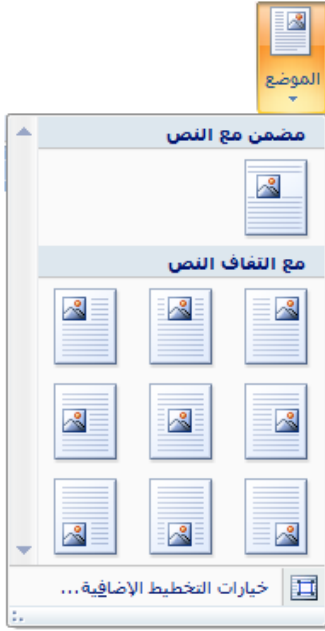 الموضع
مضمن مع النص
مع التفاف النص
خيارات التخطيط الإضافية...